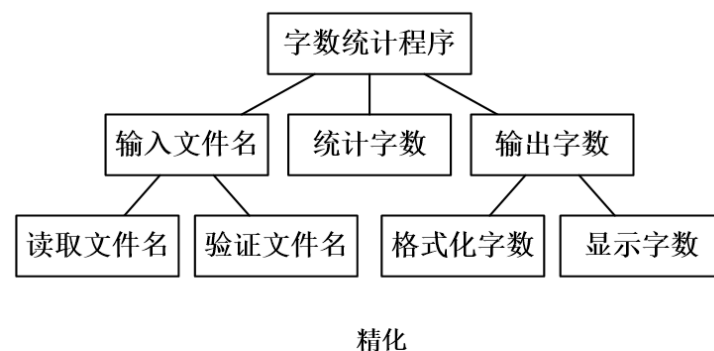 字数统计程序
输入文件名
统计字数
输出字数
读取文件名
验证文件名
格式化字数
显示字数
精化